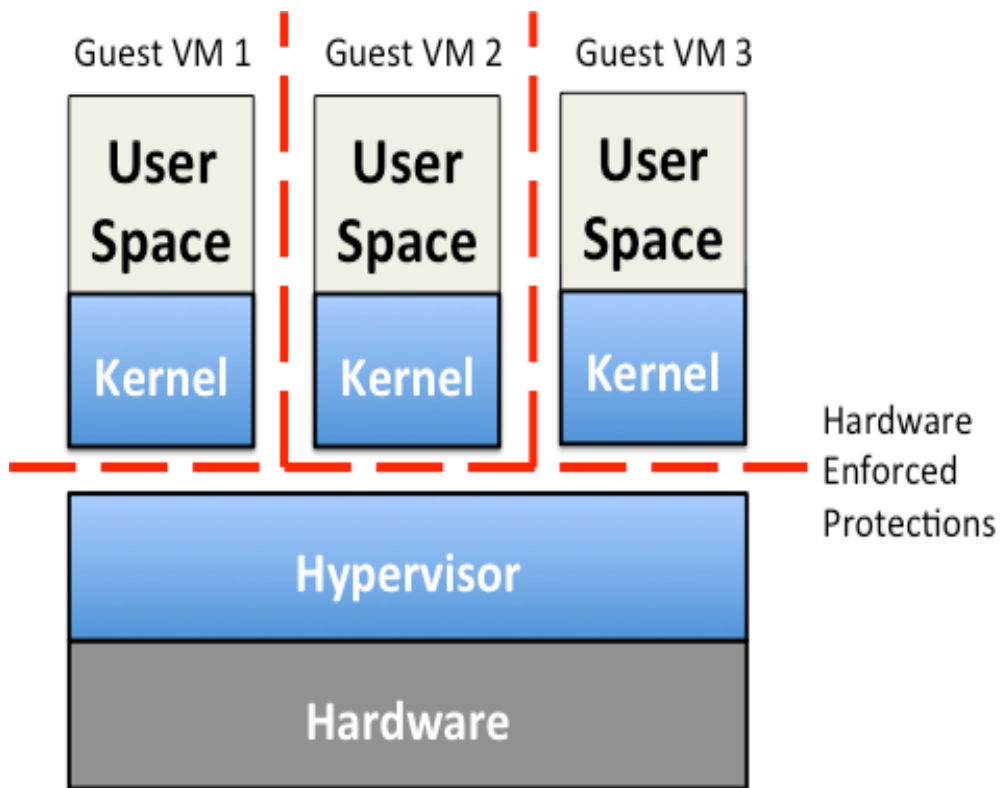 Guest VM 1
Guest VM 2
Guest VM 3
User
Space
User
Space
User
Space
Kernel
Kernel
Kernel
Hardware
Enforced
Protections
Hypervisor
Hardware